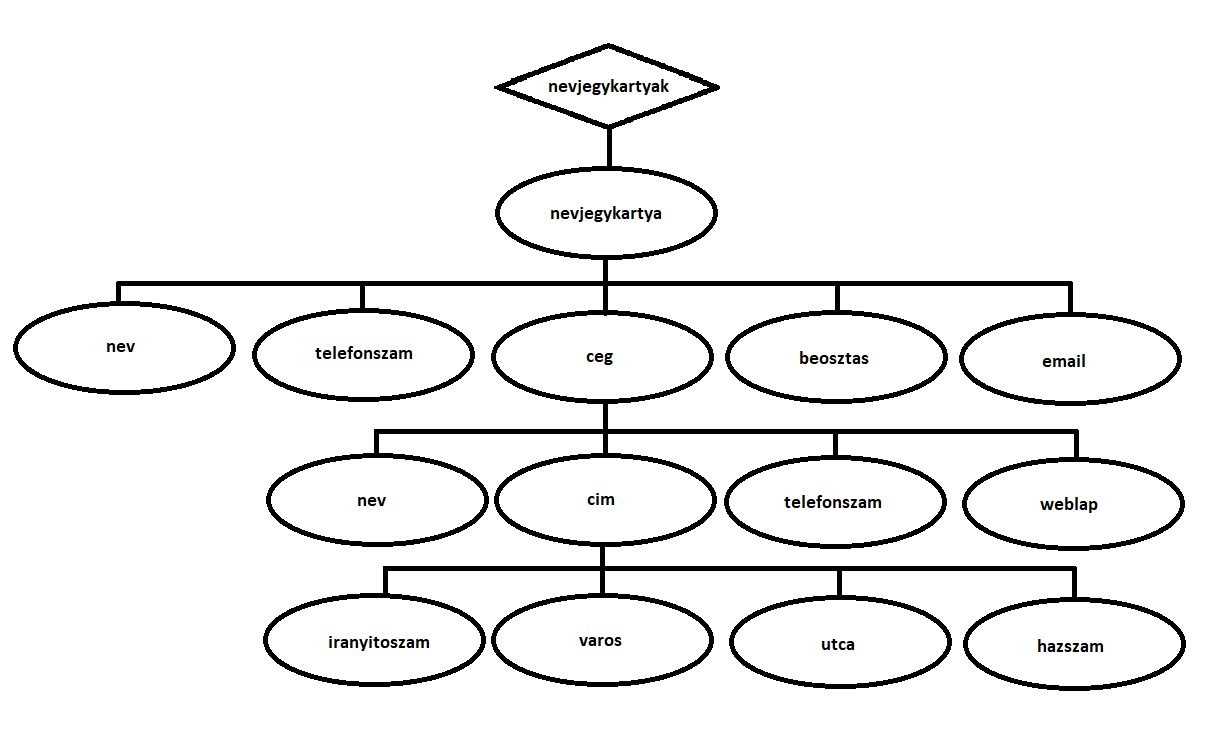 nevjegykartyak
nevjegykartya
nev
telefonszam
ceg
beosztas
email
nev
cim
telefonszam
weblap
iranyitoszam
varos
utca
hazszam